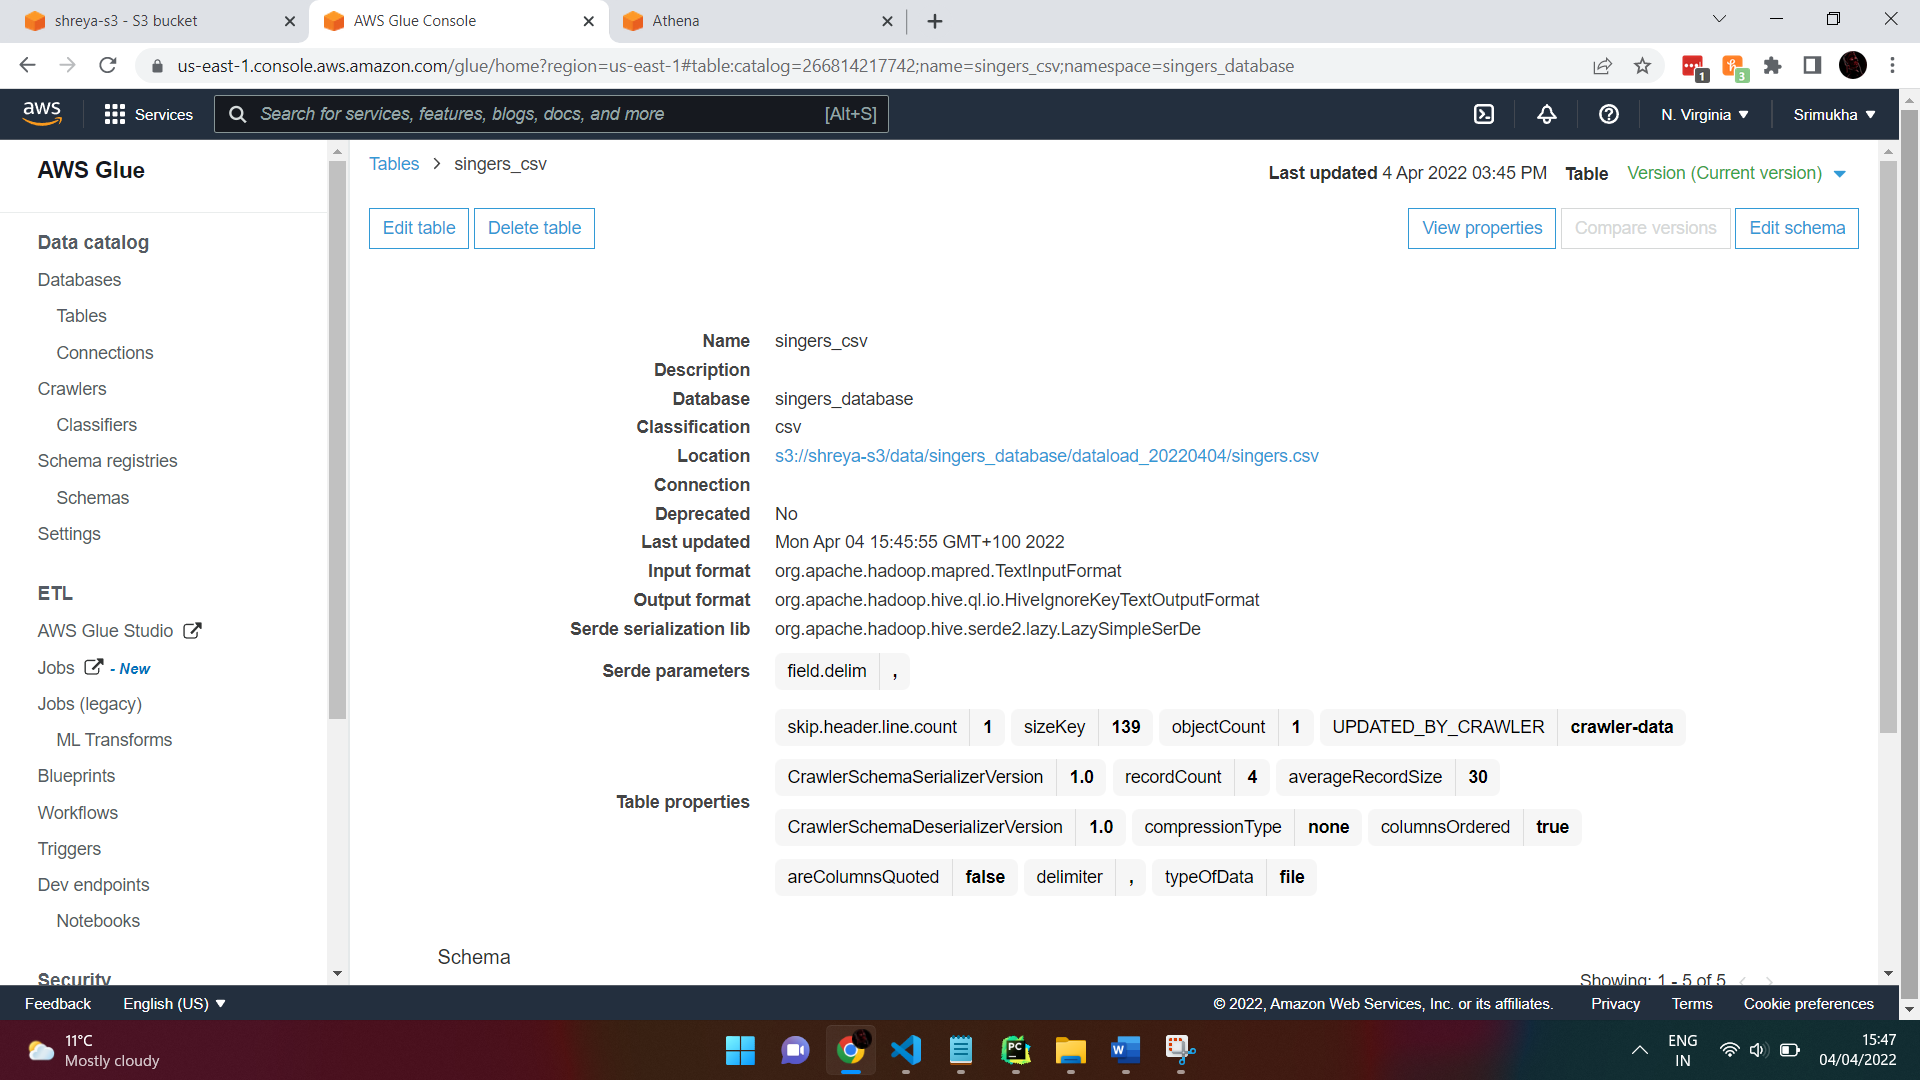 shreya-s3 - S3 bucket
AWS Glue Console
Athena
us-east-1.console.aws.amazon.com/glue/home?region=us-east-1#table:catalog=266814217742;name=singers_csv;namespace=singers_database
1
3
aws
Services
Search for services, features, blogs, docs, and more
[Alt+S]
N. Virginia
Srimukha
AWS Glue
Data catalog
Databases
Tables
Connections
Crawlers
Classifiers
Schema registries
Schemas
Settings
ETL
AWS Glue Studio
Jobs - New
Jobs (legacy)
ML Transforms
Blueprints
Workflows
Triggers
Dev endpoints
Notebooks
Security
Tables > singers_csv
Last updated 4 Apr 2022 03:45 PM Table Version (Current version)
Edit table
Delete table
View properties
Compare versions
Edit schema
Name singers_csv
Description
Database singers_database
Classification csv
Location s3://shreya-s3/data/singers_database/dataload_20220404/singers.csv
Connection
Deprecated No
Last updated Mon Apr 04 15:45:55 GMT+100 2022
Input format org.apache.hadoop.mapred.TextInputFormat
Output format org.apache.hadoop.hive.ql.io.HiveIgnoreKeyTextOutputFormat
Serde serialization lib org.apache.hadoop.hive.serde2.lazy.LazySimpleSerDe
Serde parameters field.delim ,
Table properties
skip.header.line.count 1 sizeKey 139 objectCount 1 UPDATED_BY_CRAWLER crawler-data
CrawlerSchemaSerializerVersion 1.0 recordCount 4 averageRecordSize 30
CrawlerSchemaDeserializerVersion 1.0 compressionType none columnsOrdered true
areColumnsQuoted false delimiter , typeOfData file
Schema
Showing: 1 - 5 of 5
Feedback
English (US)
© 2022, Amazon Web Services, Inc. or its affiliates.
Privacy
Terms
Cookie preferences
11°C
Mostly cloudy
PC
W
ENG
IN
15:47
04/04/2022